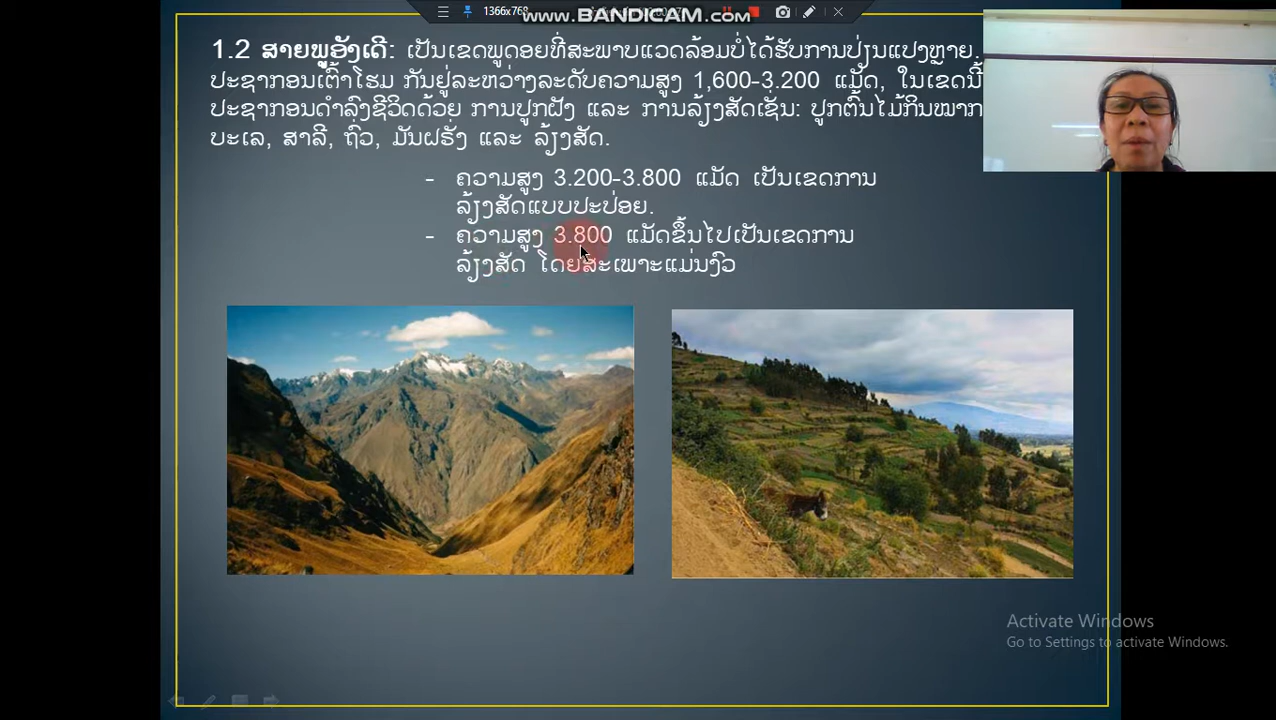 1366x768
www.BANDICAM.com
1.2 ສາຍພູອັງເດີ: ເປັນເຂດພູດອຍທີ່ສະພາບແວດລ້ອມບໍ່ໄດ້ຮັບການປ່ຽນແປງຫຼາຍ.
ປະຊາກອນເຕົ້າໂຮມ ກັນຢູ່ລະຫວ່າງລະດັບຄວາມສູງ 1,600-3.200 ແມັດ, ໃນເຂດນີ້
ປະຊາກອນດຳລົງຊີວິດດ້ວຍ ການປູກຝັງ ແລະ ການລ້ຽງສັດເຊັ່ນ: ປູກຕົ້ນໄມ້ກິນໝາກ
ບະເລ, ສາລີ, ຖົ່ວ, ມັນຝຣັ່ງ ແລະ ລ້ຽງສັດ.
- ຄວາມສູງ 3.200-3.800 ແມັດ ເປັນເຂດການ
ລ້ຽງສັດແບບປະປ່ອຍ.
- ຄວາມສູງ 3.800 ແມັດຂຶ້ນໄປເປັນເຂດການ
ລ້ຽງສັດ ໂດຍສະເພາະແມ່ນງົວ
Activate Windows
Go to Settings to activate Windows.